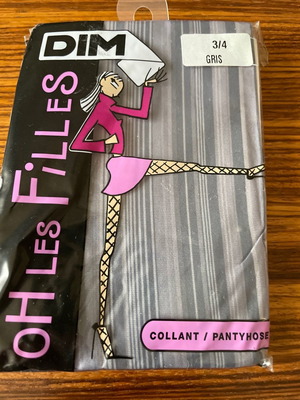 DIM
3/4
GRIS
OH LES FiLLES
COLLANT / PANTYHOSE